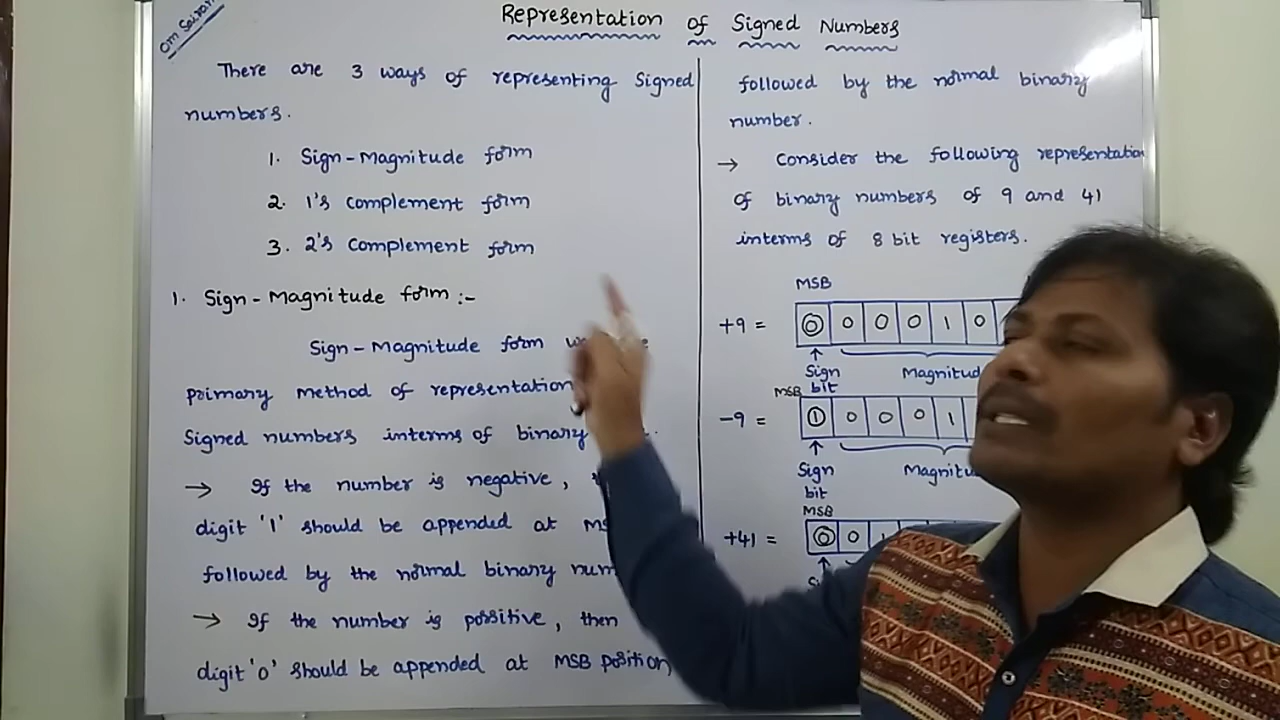 Om Sairam
Representation of Signed Numbers
There are 3 ways of representing Signed
numbers.
1. Sign-Magnitude form
2. 1's complement form
3. 2's complement form
1. Sign-Magnitude form :-
Sign-Magnitude form
primary method of representation
Signed numbers interms of binary
→ If the number is negative,
digit '1' should be appended at
followed by the normal binary
→ If the number is possitive, then
digit '0' should be appended at MSB position
followed by the normal binary
number.
→ Consider the following representation
of binary numbers of 9 and 41
interms of 8 bit registers.
MSB
+9 = 0 0 0 0 1 0
Sign bit Magnitud
MSB
-9 = 1 0 0 0 1
Sign bit Magnitu
MSB
+41 = 0 0 1